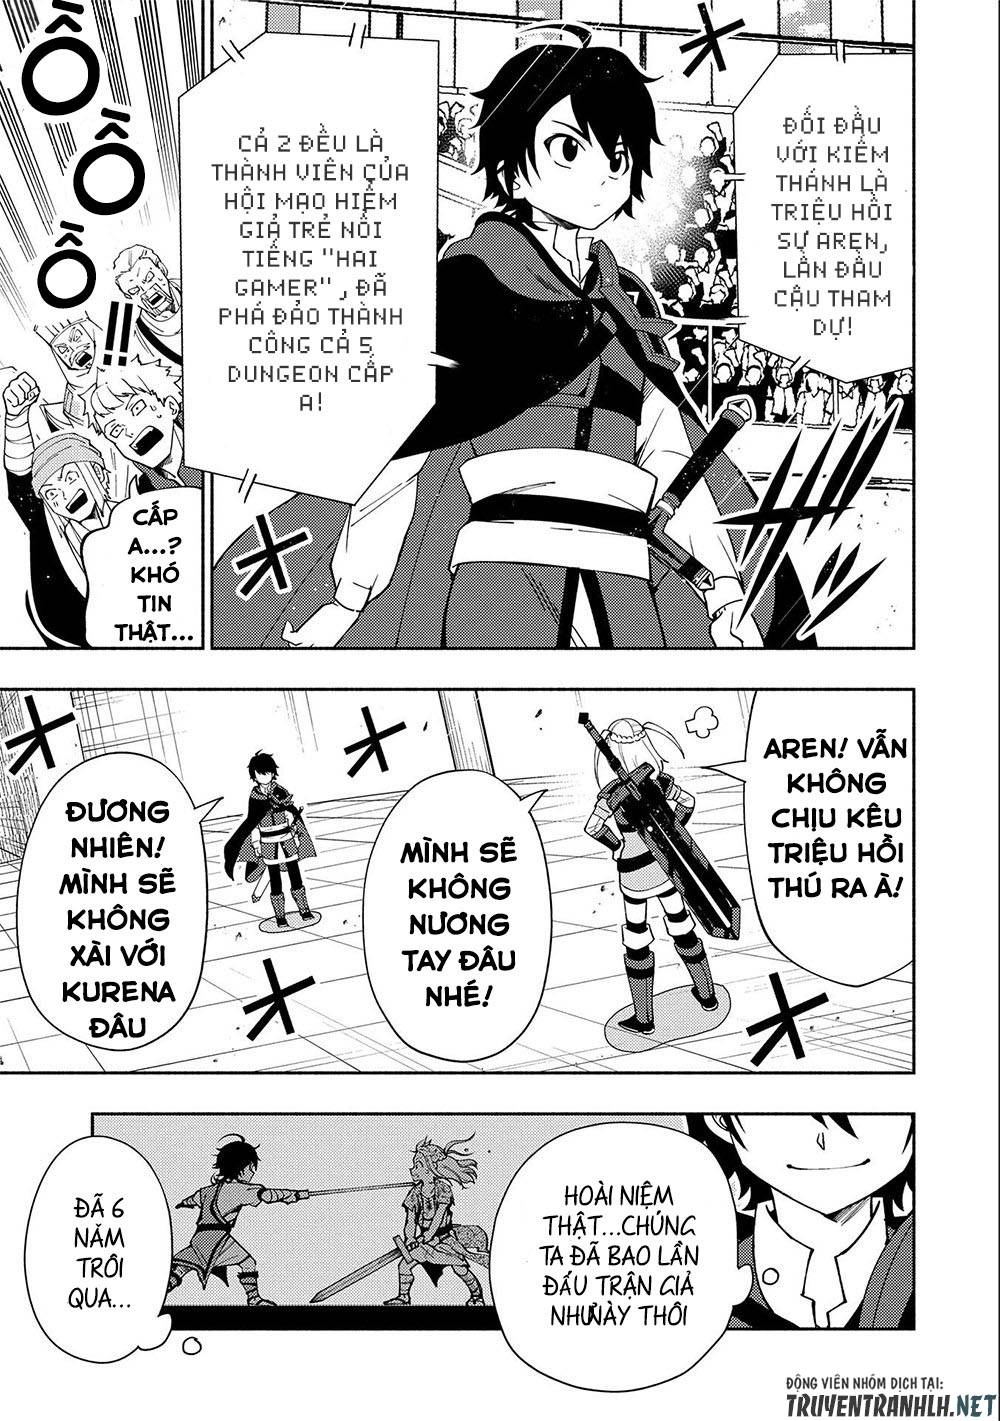 ĐỐI ĐẦU
VỚI KIẾM
THÁNH LÀ
TRIỆU HỒI
SỰ AREN,
LẦN ĐẦU
CẬU THAM
DỰ!
CẢ 2 ĐỀU LÀ
THÀNH VIÊN CỦA
HỘI MẠO HIỂM
GIẢ TRẺ NỔI
TIẾNG "HAI
GAMER", ĐÃ
PHÁ ĐẢO THÀNH
CÔNG CẢ 5
DUNGEON CẤP
A!
Ồ
Ồ
Ồ
!!
CẤP
A...?
KHÓ
TIN
THẬT...
AREN! VẪN
KHÔNG
CHỊU KÊU
TRIỆU HỒI
THÚ RA À!
MÌNH SẼ
KHÔNG
NƯƠNG
TAY ĐÂU
NHÉ!
ĐƯƠNG
NHIÊN!
MÌNH SẼ
KHÔNG
XÀI VỚI
KURENA
ĐÂU
HOÀI NIỆM
THẬT...CHÚNG
TA ĐÃ BAO LẦN
ĐẤU TRẬN GIẢ
NHƯ NÀY THÔI
ĐÃ 6
NĂM
TRÔI
QUA...
ĐỘNG VIÊN NHÓM DỊCH TẠI:
TRUYENTRANHLH.NET